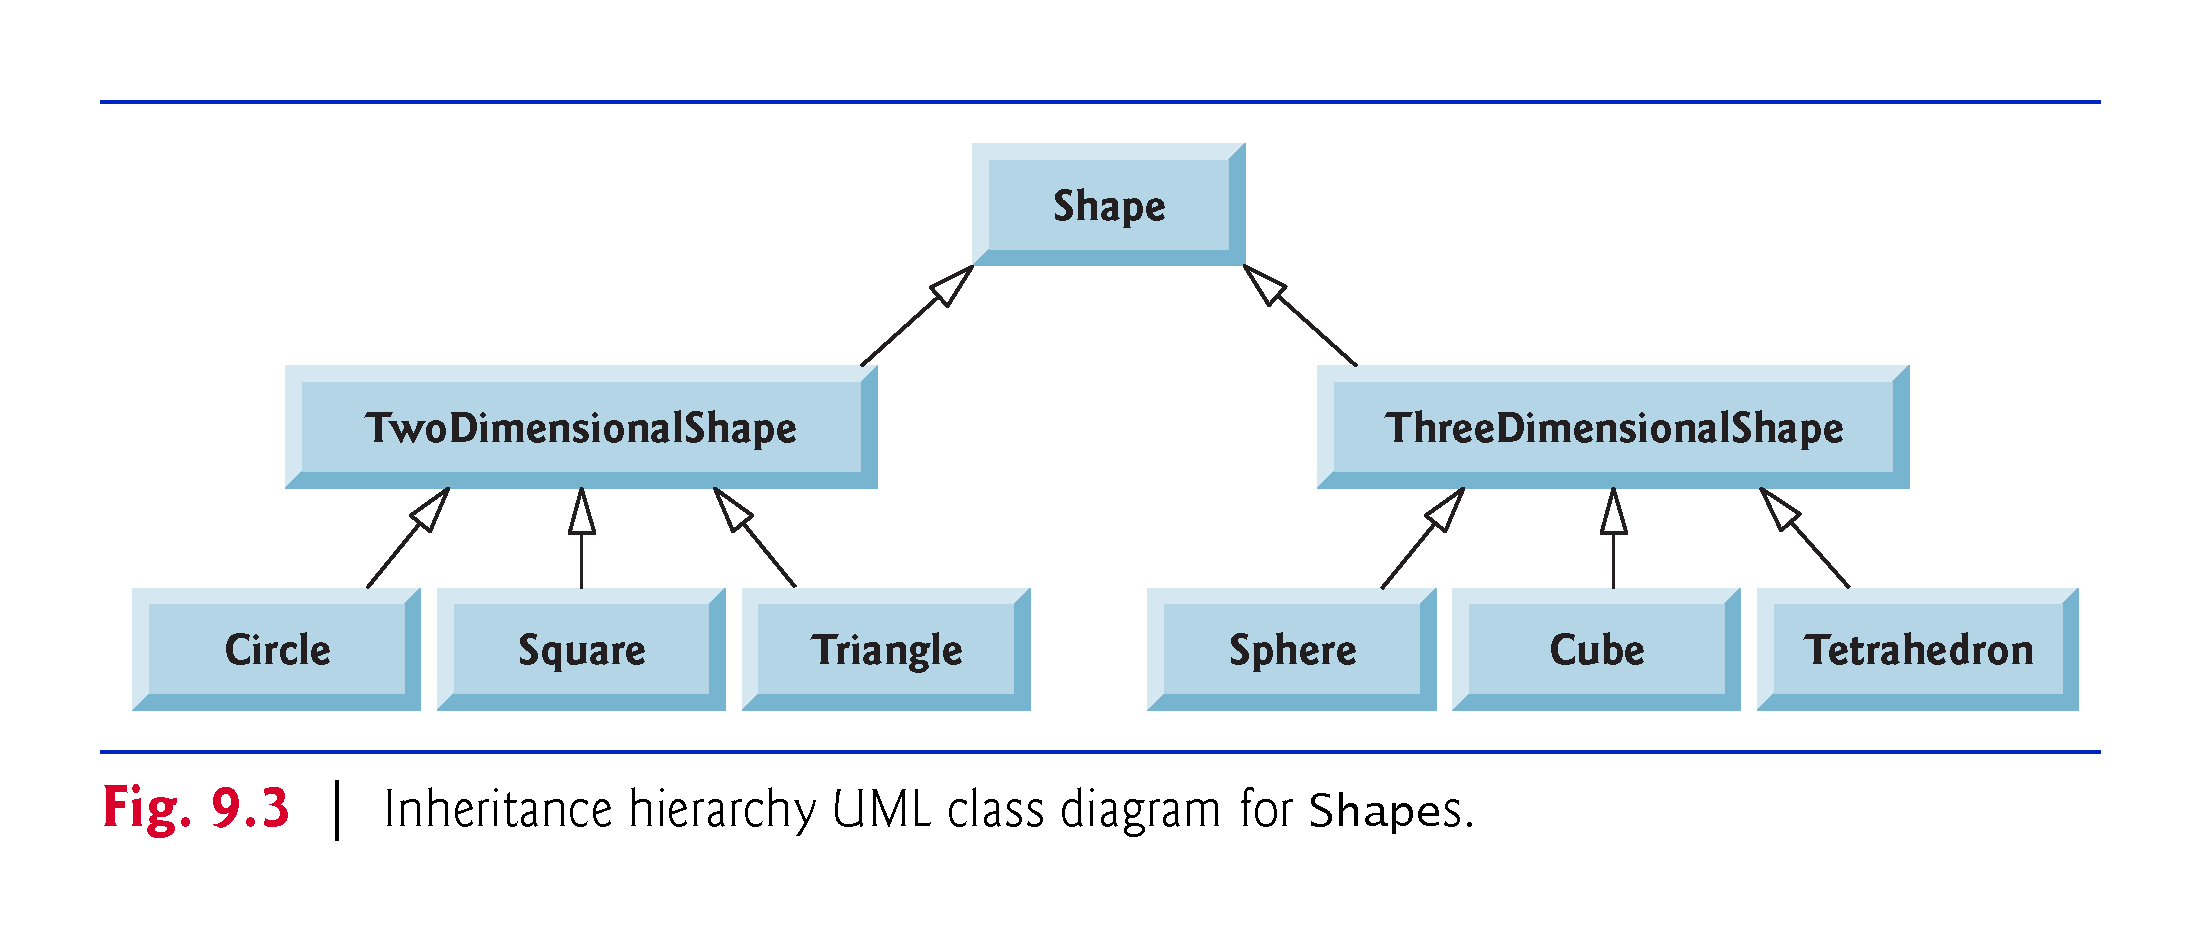 Shape
TwoDimensionalShape ThreeDimensionalShape
Circle Square Triangle Sphere Cube Tetrahedron
Fig. 9.3 | Inheritance hierarchy UML class diagram for Shapes.